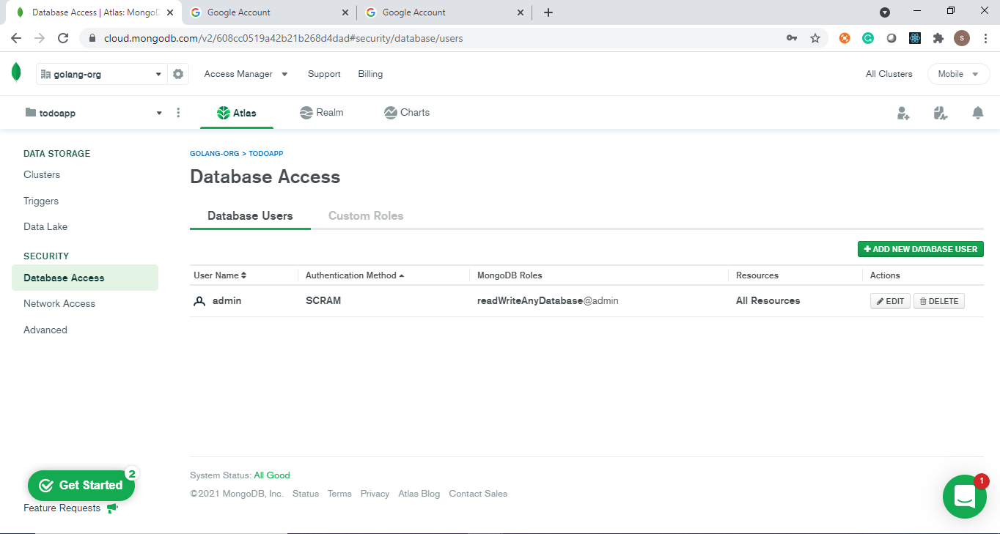 Database Access | Atlas: MongoD
Google Account
Google Account
cloud.mongodb.com/v2/608cc0519a42b21b268d4dad#security/database/users
S
golang-org
Access Manager
Support
Billing
All Clusters
Mobile
todoapp
Atlas
Realm
Charts
DATA STORAGE
Clusters
Triggers
Data Lake
SECURITY
Database Access
Network Access
Advanced
GOLANG-ORG > TODOAPP
Database Access
Database Users
Custom Roles
ADD NEW DATABASE USER
User Name Authentication Method MongoDB Roles Resources Actions
admin SCRAM readWriteAnyDatabase@admin All Resources EDIT DELETE
System Status: All Good
©2021 MongoDB, Inc. Status Terms Privacy Atlas Blog Contact Sales
Get Started
2
Feature Requests
1